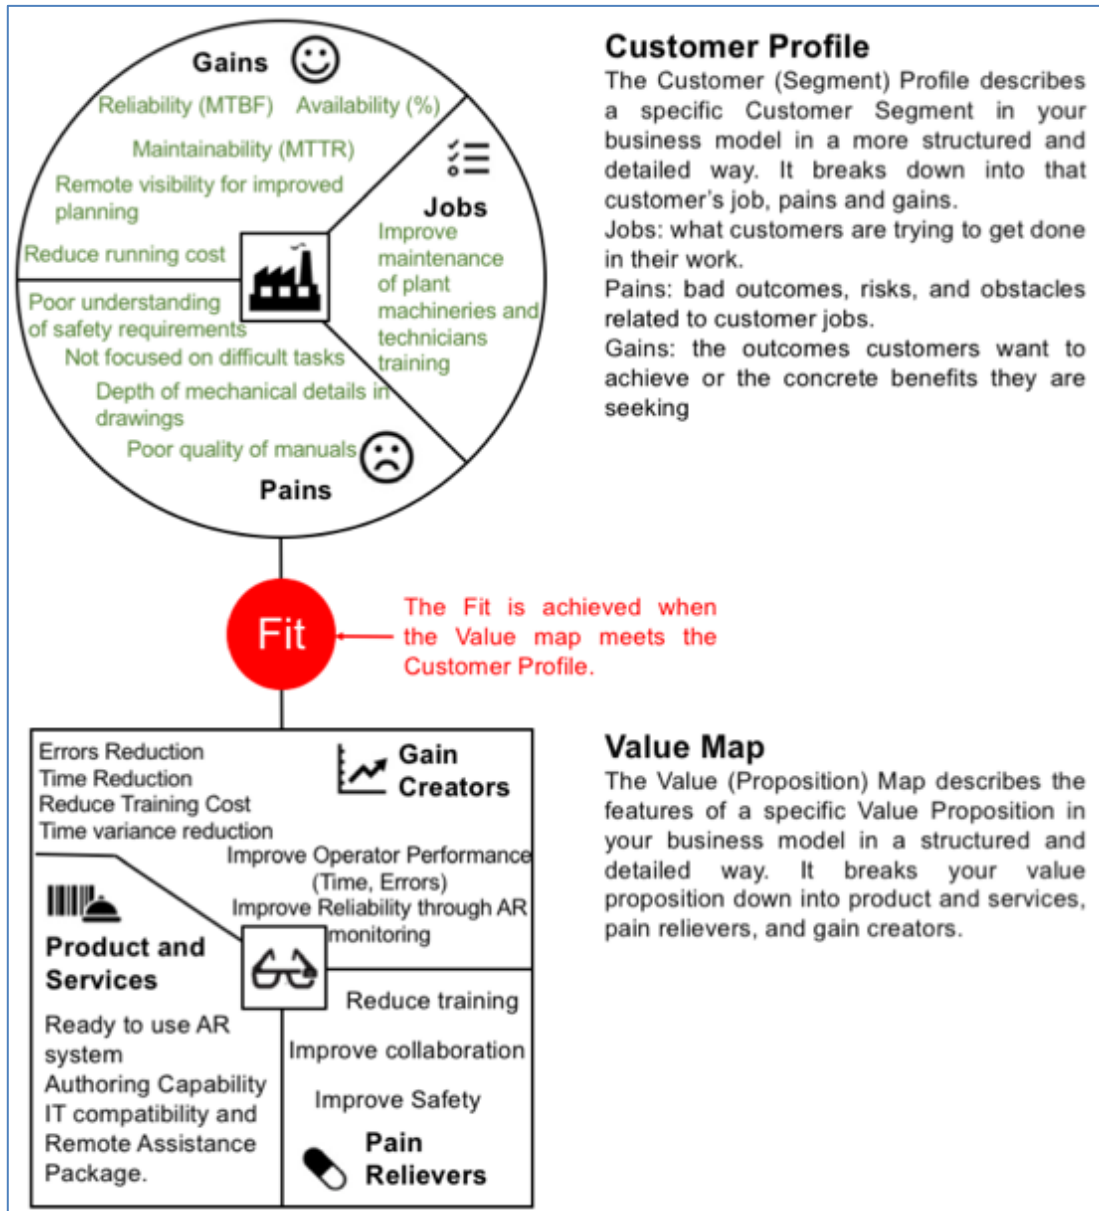 Gains
Reliability (MTBF) Availability (%)
Maintainability (MTTR)
Remote visibility for improved
planning
Reduce running cost
Jobs
Improve
maintenance
of plant
machineries and
technicians
training
Poor understanding
of safety requirements
Not focused on difficult tasks
Depth of mechanical details in
drawings
Poor quality of manuals
Pains
Customer Profile
The Customer (Segment) Profile describes
a specific Customer Segment in your
business model in a more structured and
detailed way. It breaks down into that
customer's job, pains and gains.
Jobs: what customers are trying to get done
in their work.
Pains: bad outcomes, risks, and obstacles
related to customer jobs.
Gains: the outcomes customers want to
achieve or the concrete benefits they are
seeking
Fit
The Fit is achieved when
the Value map meets the
Customer Profile.
Errors Reduction
Time Reduction
Reduce Training Cost
Time variance reduction
Gain
Creators
Improve Operator Performance
(Time, Errors)
Improve Reliability through AR
monitoring
Product and
Services
Ready to use AR
system
Authoring Capability
IT compatibility and
Remote Assistance
Package.
Reduce training
Improve collaboration
Improve Safety
Pain
Relievers
Value Map
The Value (Proposition) Map describes the
features of a specific Value Proposition in
your business model in a structured and
detailed way. It breaks your value
proposition down into product and services,
pain relievers, and gain creators.